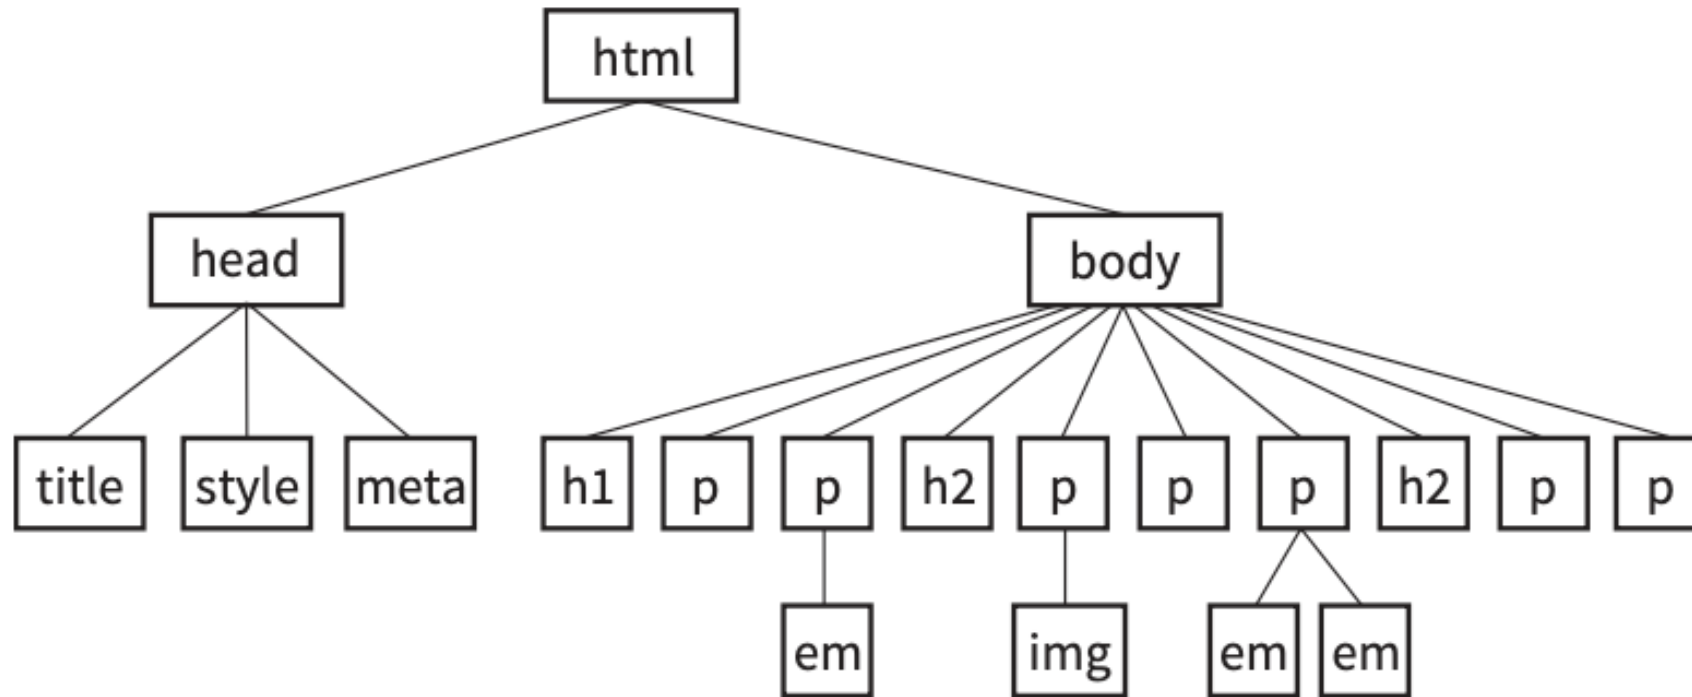 html
head body
title style meta h1 p p h2 p p p h2 p p
em img em em